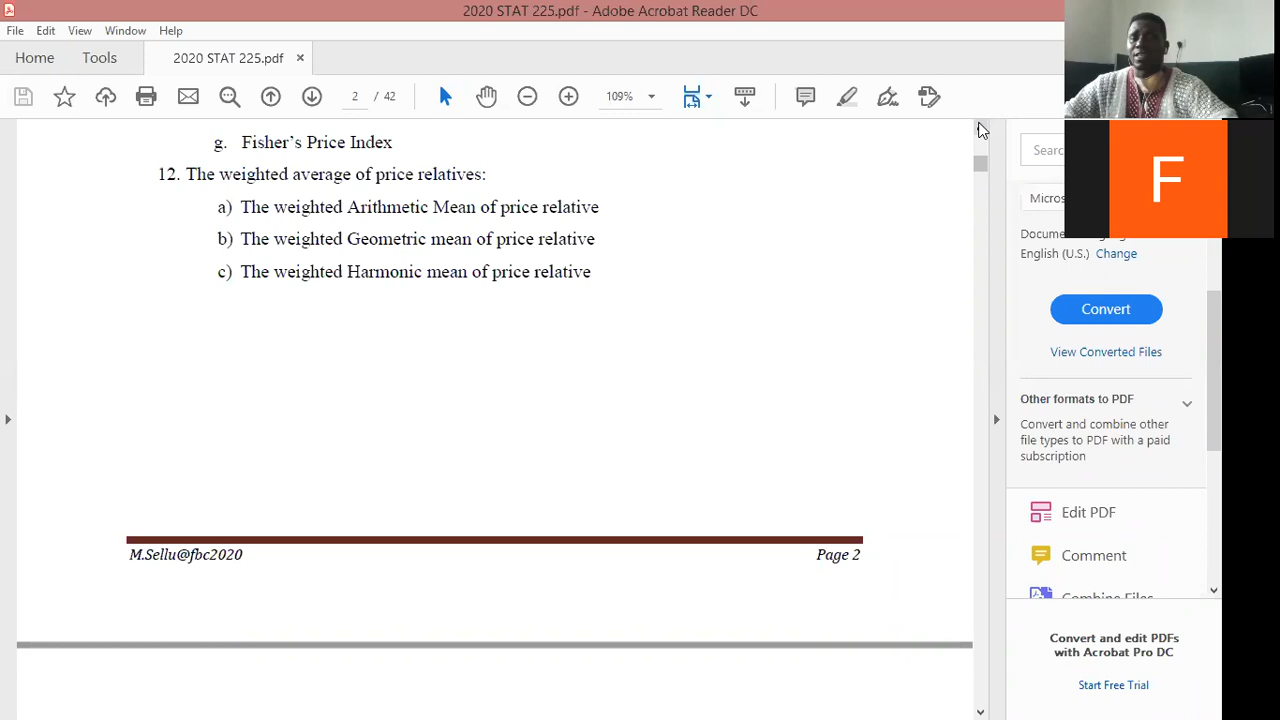 2020 STAT 225.pdf - Adobe Acrobat Reader DC
File Edit View Window Help
Home Tools 2020 STAT 225.pdf ×
2 / 42 109%
g. Fisher's Price Index
12. The weighted average of price relatives:
a) The weighted Arithmetic Mean of price relative
b) The weighted Geometric mean of price relative
c) The weighted Harmonic mean of price relative
M.Sellu@fbc2020 Page 2
F
English (U.S.) Change
Convert
View Converted Files
Other formats to PDF
Convert and combine other
file types to PDF with a paid
subscription
Edit PDF
Comment
Combine Files
Convert and edit PDFs
with Acrobat Pro DC
Start Free Trial